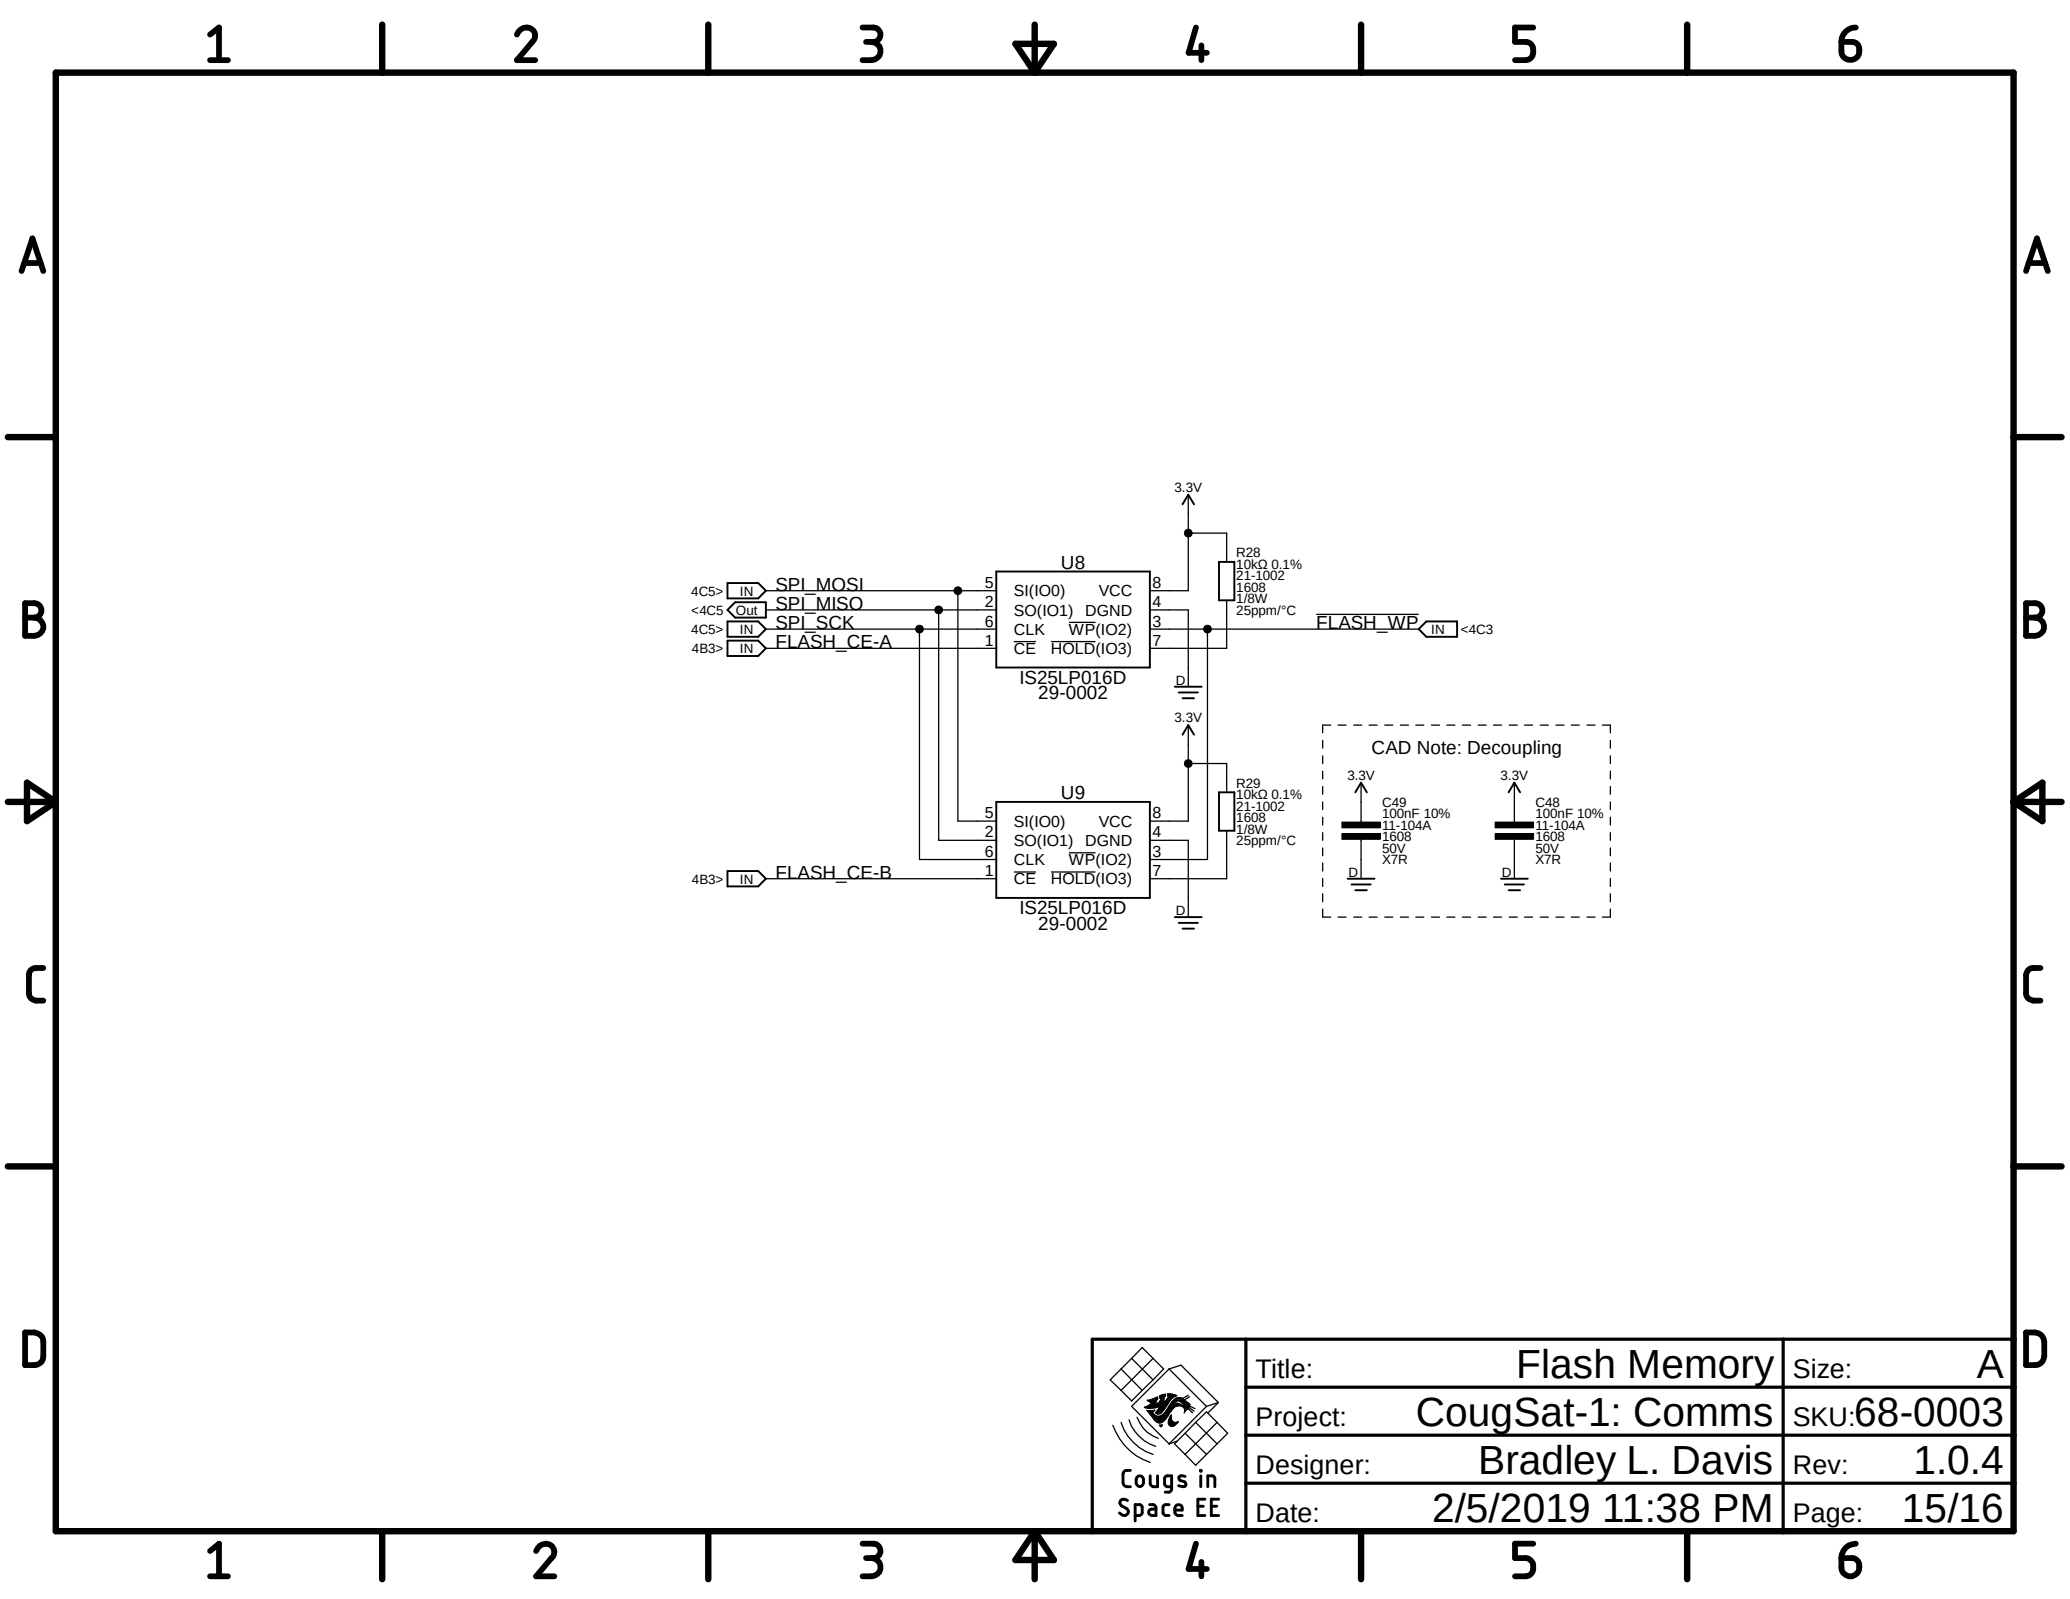 1 2 3 4 5 6
A A
3.3V
R28
10kΩ 0.1%
21-1002
1608
1/8W
25ppm/°C
U8
4C5> IN SPI_MOSI 5 SI(IO0) VCC 8
<4C5 Out SPI_MISO 2 SO(IO1) DGND 4
4C5> IN SPI_SCK 6 CLK WP(IO2) 3 FLASH_WP IN <4C3
4B3> IN FLASH_CE-A 1 CE HOLD(IO3) 7
IS25LP016D
29-0002
D
B B
3.3V
R29
10kΩ 0.1%
21-1002
1608
1/8W
25ppm/°C
U9
5 SI(IO0) VCC 8
2 SO(IO1) DGND 4
6 CLK WP(IO2) 3
4B3> IN FLASH_CE-B 1 CE HOLD(IO3) 7
IS25LP016D
29-0002
D
CAD Note: Decoupling
3.3V
C49
100nF 10%
11-104A
1608
50V
X7R
D
3.3V
C48
100nF 10%
11-104A
1608
50V
X7R
D
C C
D D
Cougs in
Space EE
Title: Flash Memory Size: A
Project: CougSat-1: Comms SKU:68-0003
Designer: Bradley L. Davis Rev: 1.0.4
Date: 2/5/2019 11:38 PM Page: 15/16
1 2 3 4 5 6